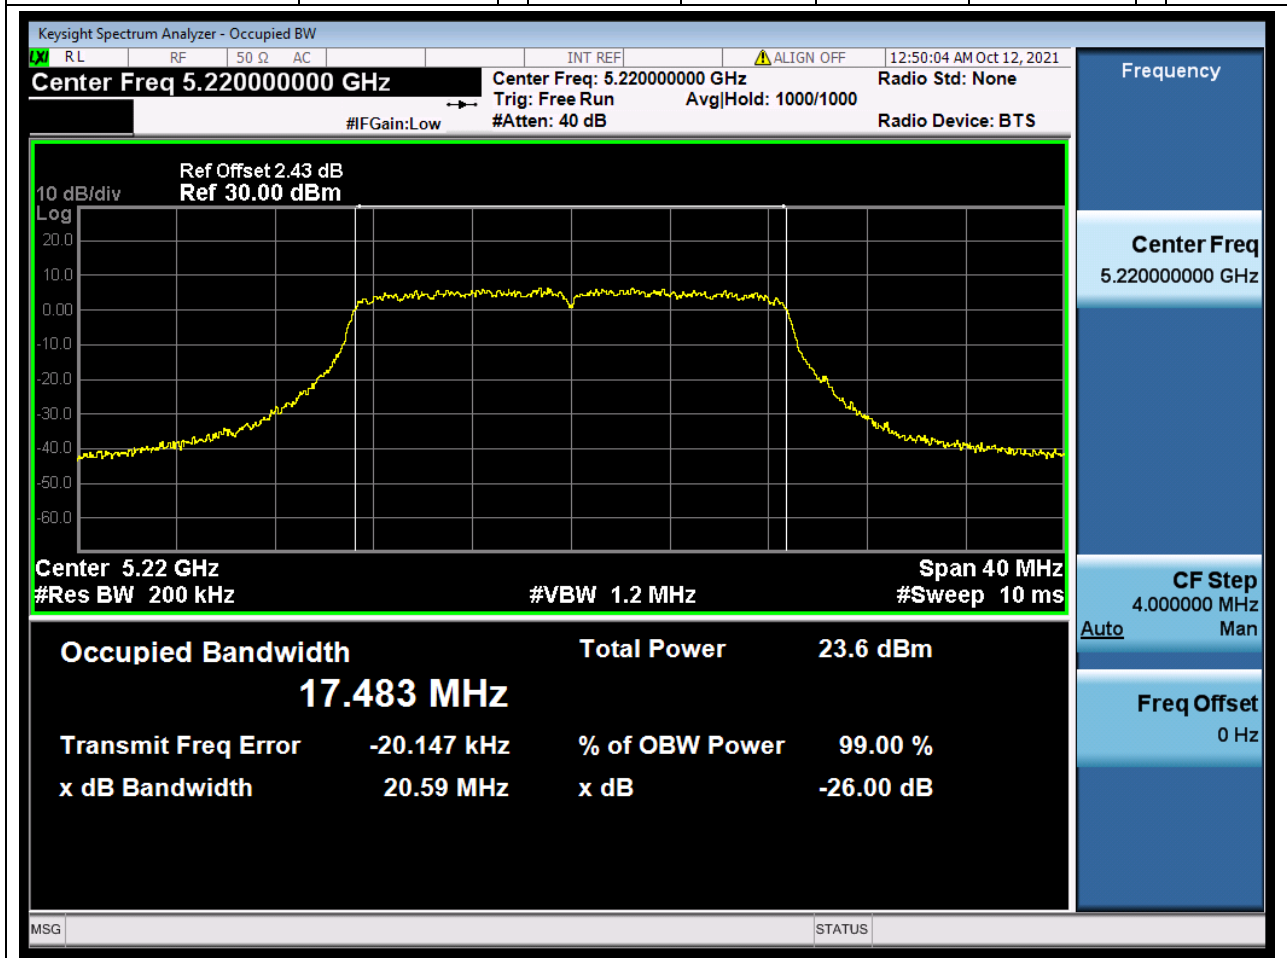 Keysight Spectrum Analyzer - Occupied BW
LXI RL RF 50 Ω AC INT REF ALIGN OFF 12:50:04 AM Oct 12, 2021
Center Freq 5.220000000 GHz
Center Freq: 5.220000000 GHz Radio Std: None
Trig: Free Run Avg|Hold: 1000/1000
#IFGain:Low #Atten: 40 dB Radio Device: BTS
Frequency
Ref Offset 2.43 dB
10 dB/div Ref 30.00 dBm
Log
20.0
10.0
0.00
-10.0
-20.0
-30.0
-40.0
-50.0
-60.0
Center 5.22 GHz Span 40 MHz
#Res BW 200 kHz #VBW 1.2 MHz #Sweep 10 ms
Occupied Bandwidth Total Power 23.6 dBm
17.483 MHz
Transmit Freq Error -20.147 kHz % of OBW Power 99.00 %
x dB Bandwidth 20.59 MHz x dB -26.00 dB
Center Freq
5.220000000 GHz
CF Step
4.000000 MHz
Auto Man
Freq Offset
0 Hz
MSG STATUS